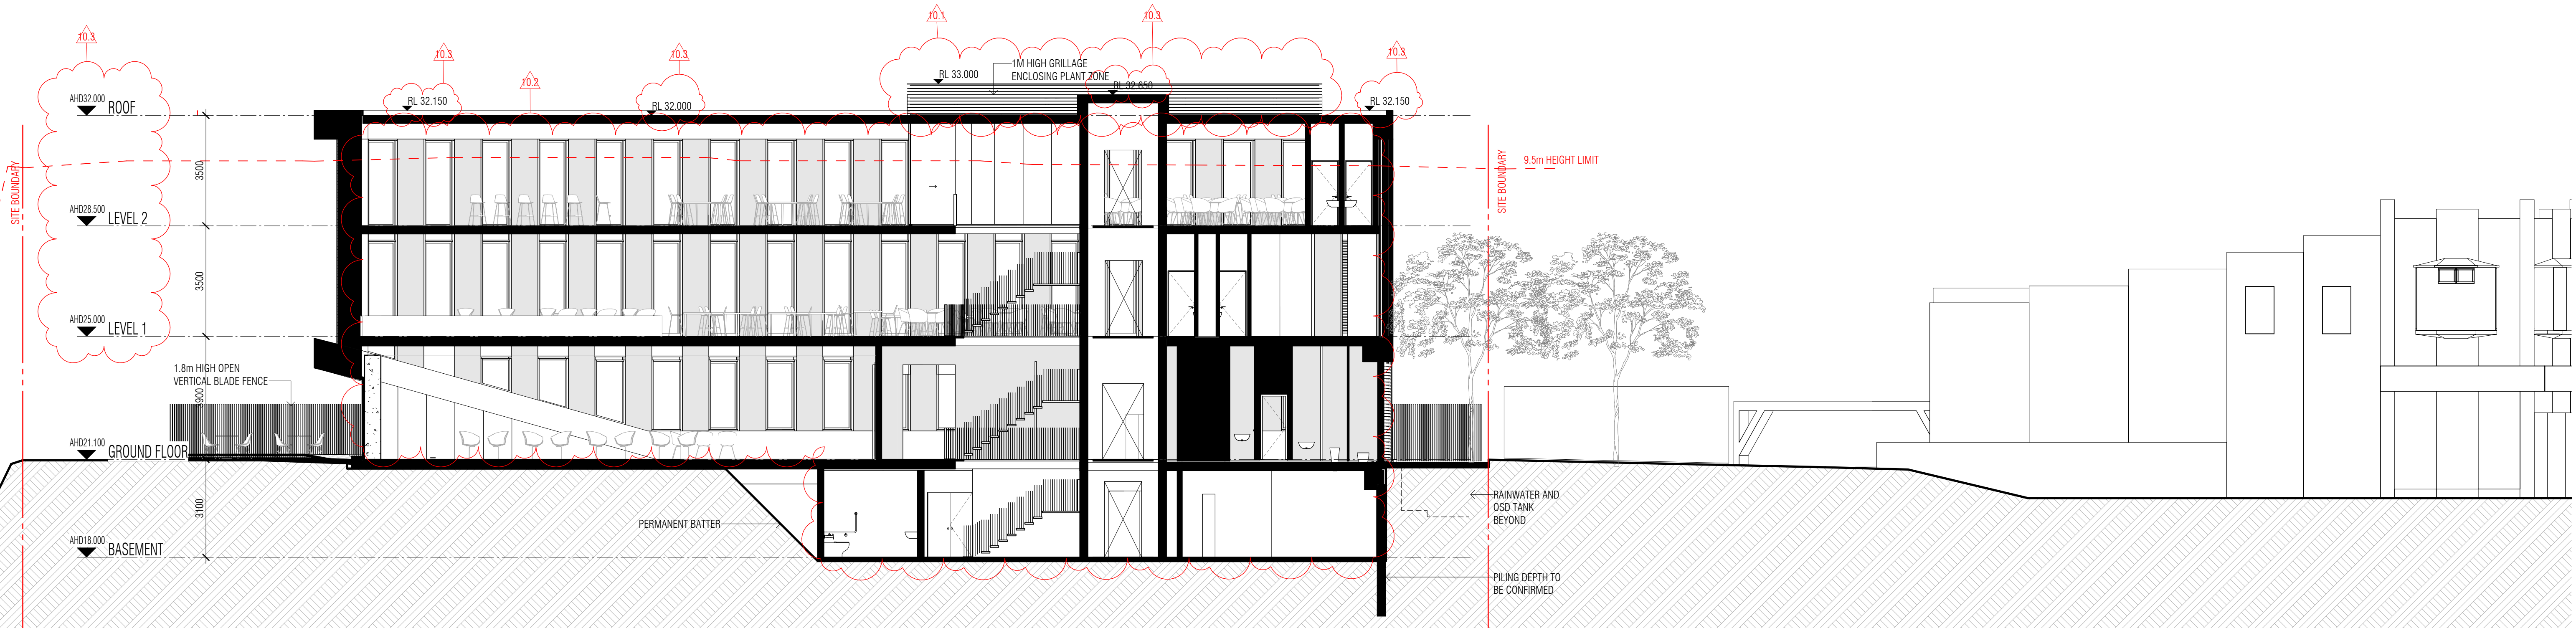 10.3
10.3
10.2
10.3
10.1
10.3
10.3
AHD32.000
ROOF
RL 32.150
RL 32.000
RL 33.000
1M HIGH GRILLAGE
ENCLOSING PLANT ZONE
RL 32.650
RL 32.150
SITE BOUNDARY
3500
SITE BOUNDARY
9.5m HEIGHT LIMIT
AHD28.500
LEVEL 2
3500
AHD25.000
LEVEL 1
1.8m HIGH OPEN
VERTICAL BLADE FENCE
3900
AHD21.100
GROUND FLOOR
3100
PERMANENT BATTER
RAINWATER AND
OSD TANK
BEYOND
AHD18.000
BASEMENT
PILING DEPTH TO
BE CONFIRMED